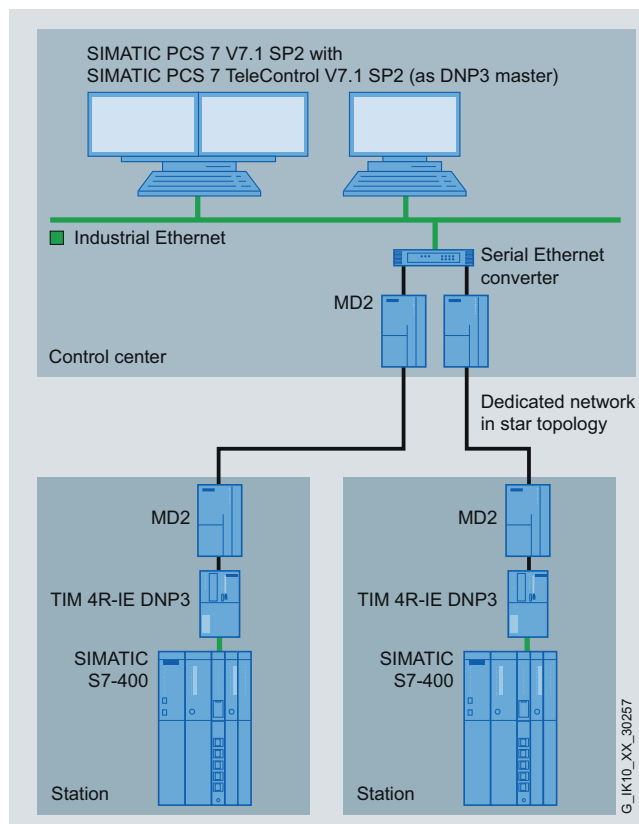 SIMATIC PCS 7 V7.1 SP2 with
SIMATIC PCS 7 TeleControl V7.1 SP2 (as DNP3 master)
Industrial Ethernet
Serial Ethernet
converter
MD2
Control center
Dedicated network
in star topology
MD2
TIM 4R-IE DNP3
SIMATIC
S7-400
Station
MD2
TIM 4R-IE DNP3
SIMATIC
S7-400
Station
G_IK10_XX_30257